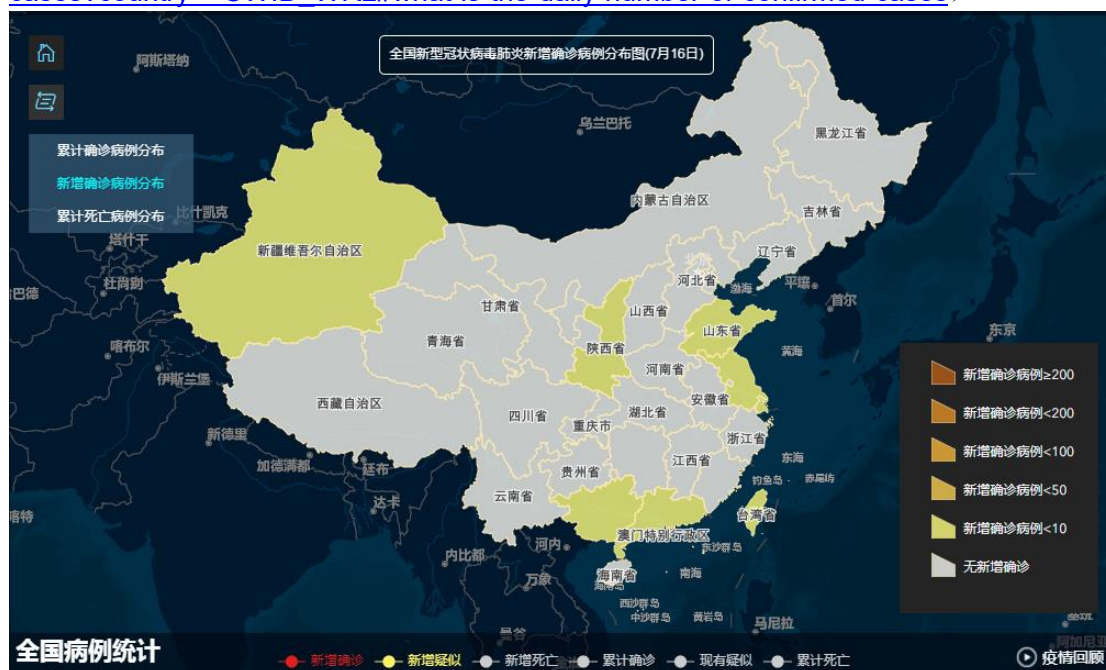 全国新型冠状病毒肺炎新增确诊病例分布图(7月16日)
累计确诊病例分布
新增确诊病例分布
累计死亡病例分布
阿斯塔纳
乌兰巴托
黑龙江省
内蒙古自治区
吉林省
比什凯克
塔什干
新疆维吾尔自治区
辽宁省
杜尚别
河北省
渤海
平壤
首尔
甘肃省
山西省
山东省
东京
青海省
喀布尔
陕西省
黄海
伊斯兰堡
河南省
西藏自治区
安徽省
四川省
湖北省
重庆市
新德里
浙江省
加德满都
廷布
江西省
东海
贵州省
钓鱼岛
赤尾屿
云南省
达卡
台湾省
澳门特别行政区
东沙群岛
内比都
河内
海南省
南海
万象
西沙群岛
中沙群岛
黄岩岛
马尼拉
曼谷
新增确诊病例≥200
新增确诊病例<200
新增确诊病例<100
新增确诊病例<50
新增确诊病例<10
无新增确诊
全国病例统计
新增确诊 新增疑似 新增死亡 累计确诊 现有疑似 累计死亡
疫情回顾